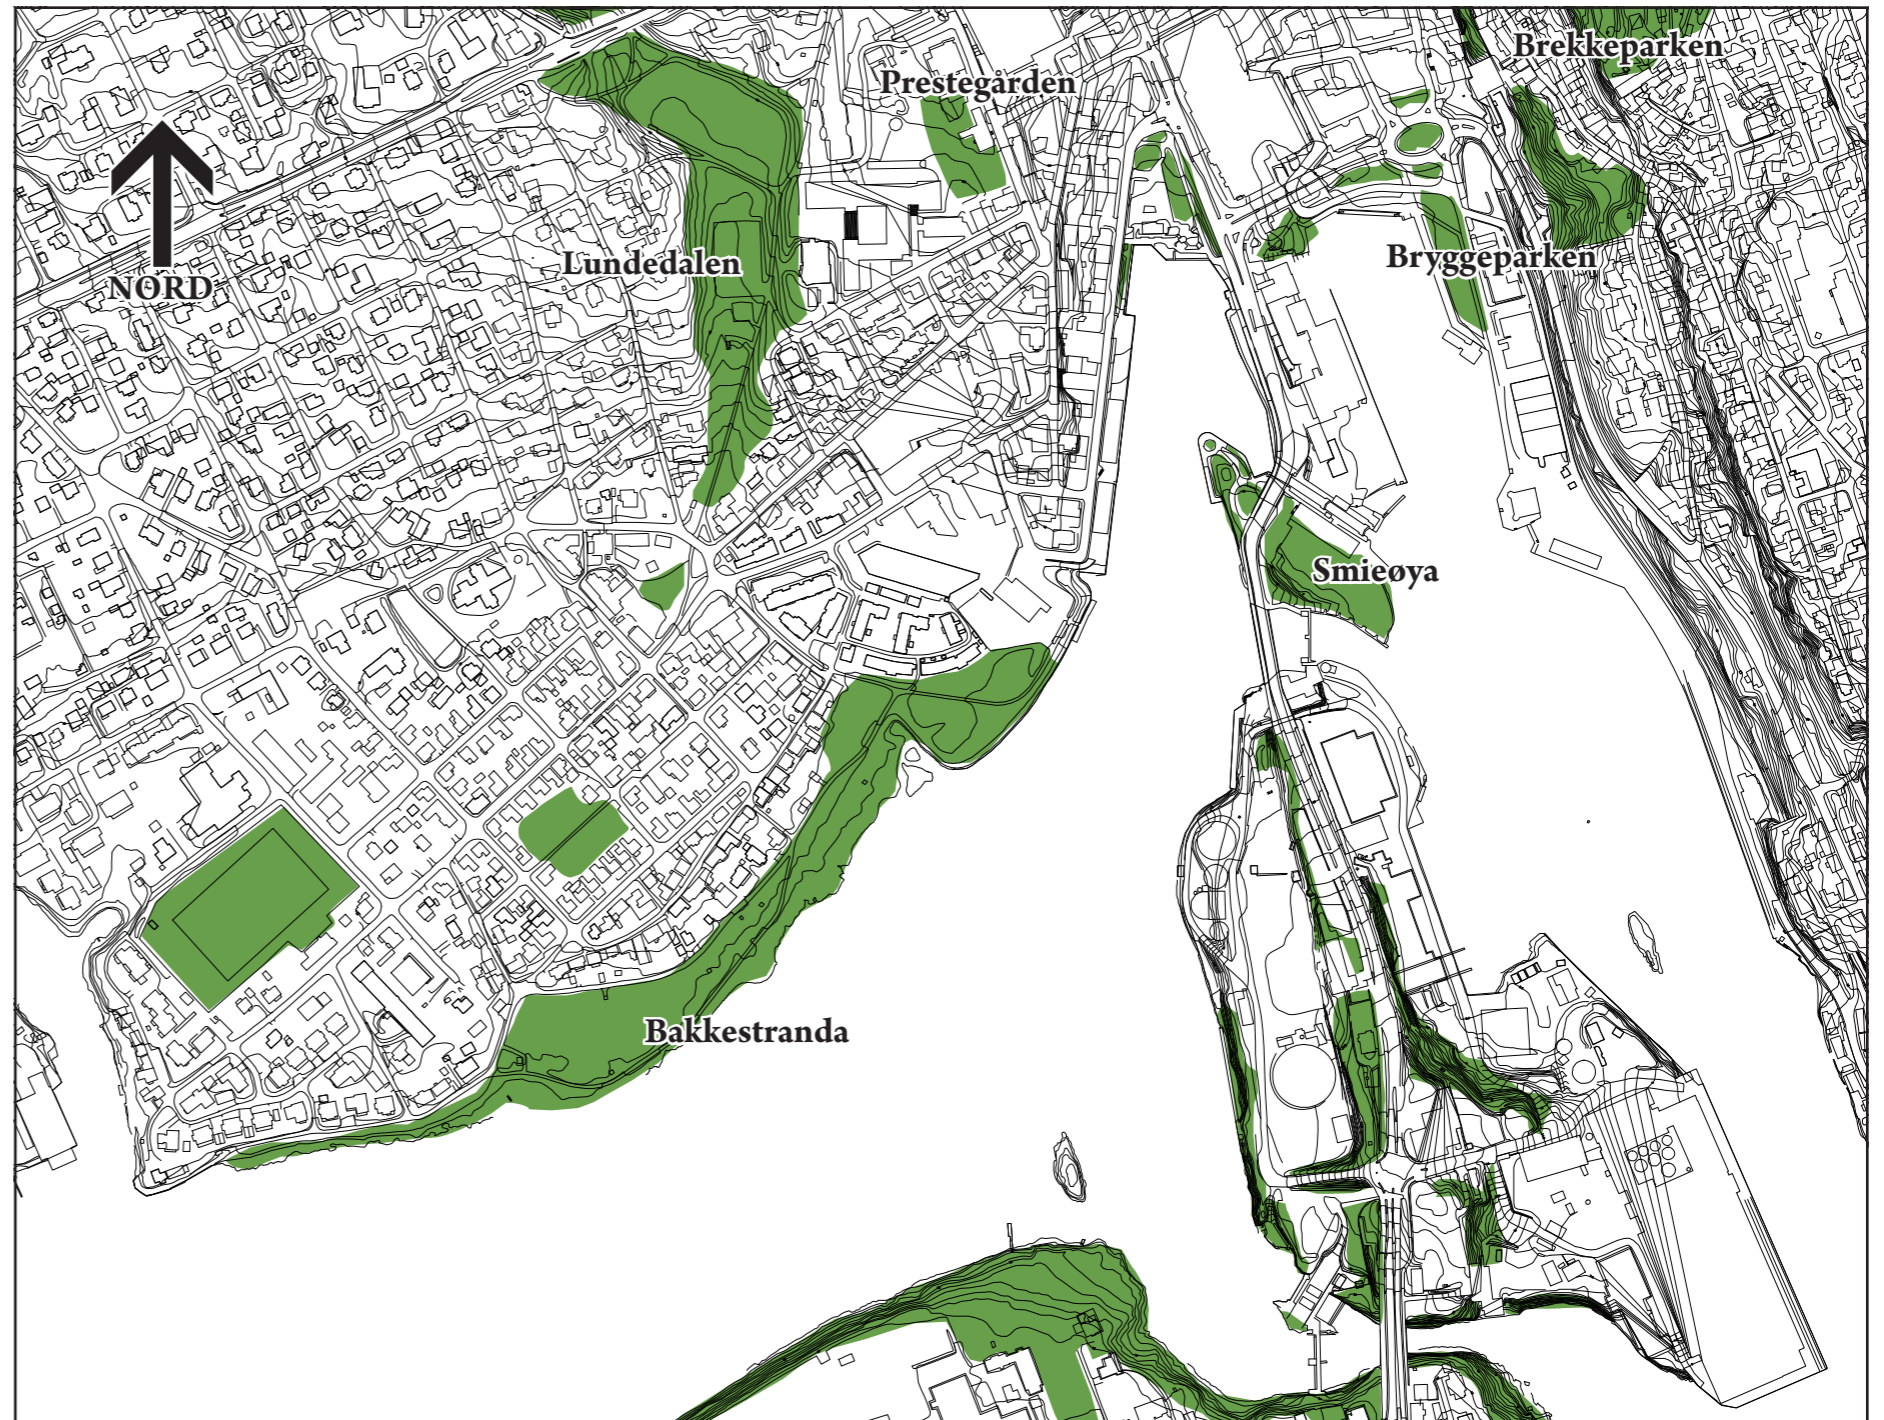 Brekkeparken
Prestegården
NORD
Lundedalen
Bryggeparken
Smieøya
Bakkestranda